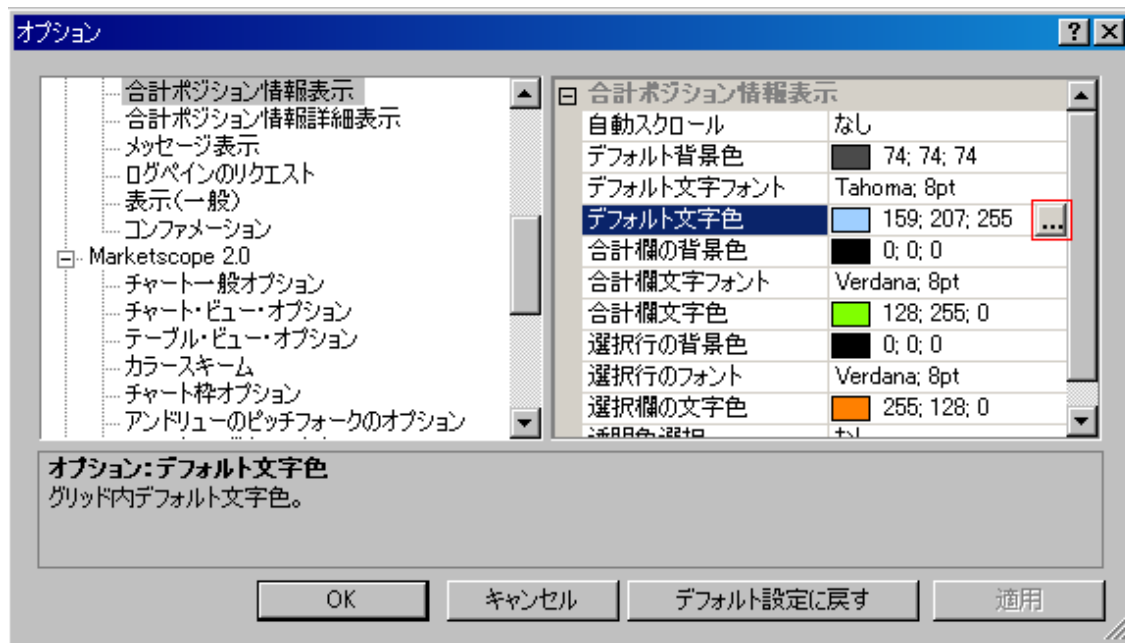 オプション
合計ポジション情報表示
合計ポジション情報詳細表示
メッセージ表示
ログペインのリクエスト
表示(一般)
コンファメーション
Marketscope 2.0
チャート一般オプション
チャート・ビュー・オプション
テーブル・ビュー・オプション
カラースキーム
チャート枠オプション
アンドリューのピッチフォークのオプション
合計ポジション情報表示
自動スクロール なし
デフォルト背景色 74; 74; 74
デフォルト文字フォント Tahoma; 8pt
デフォルト文字色 159; 207; 255 ...
合計欄の背景色 0; 0; 0
合計欄文字フォント Verdana; 8pt
合計欄文字色 128; 255; 0
選択行の背景色 0; 0; 0
選択行のフォント Verdana; 8pt
選択欄の文字色 255; 128; 0
透明色選択 なし
オプション:デフォルト文字色
グリッド内デフォルト文字色。
OK キャンセル デフォルト設定に戻す 適用